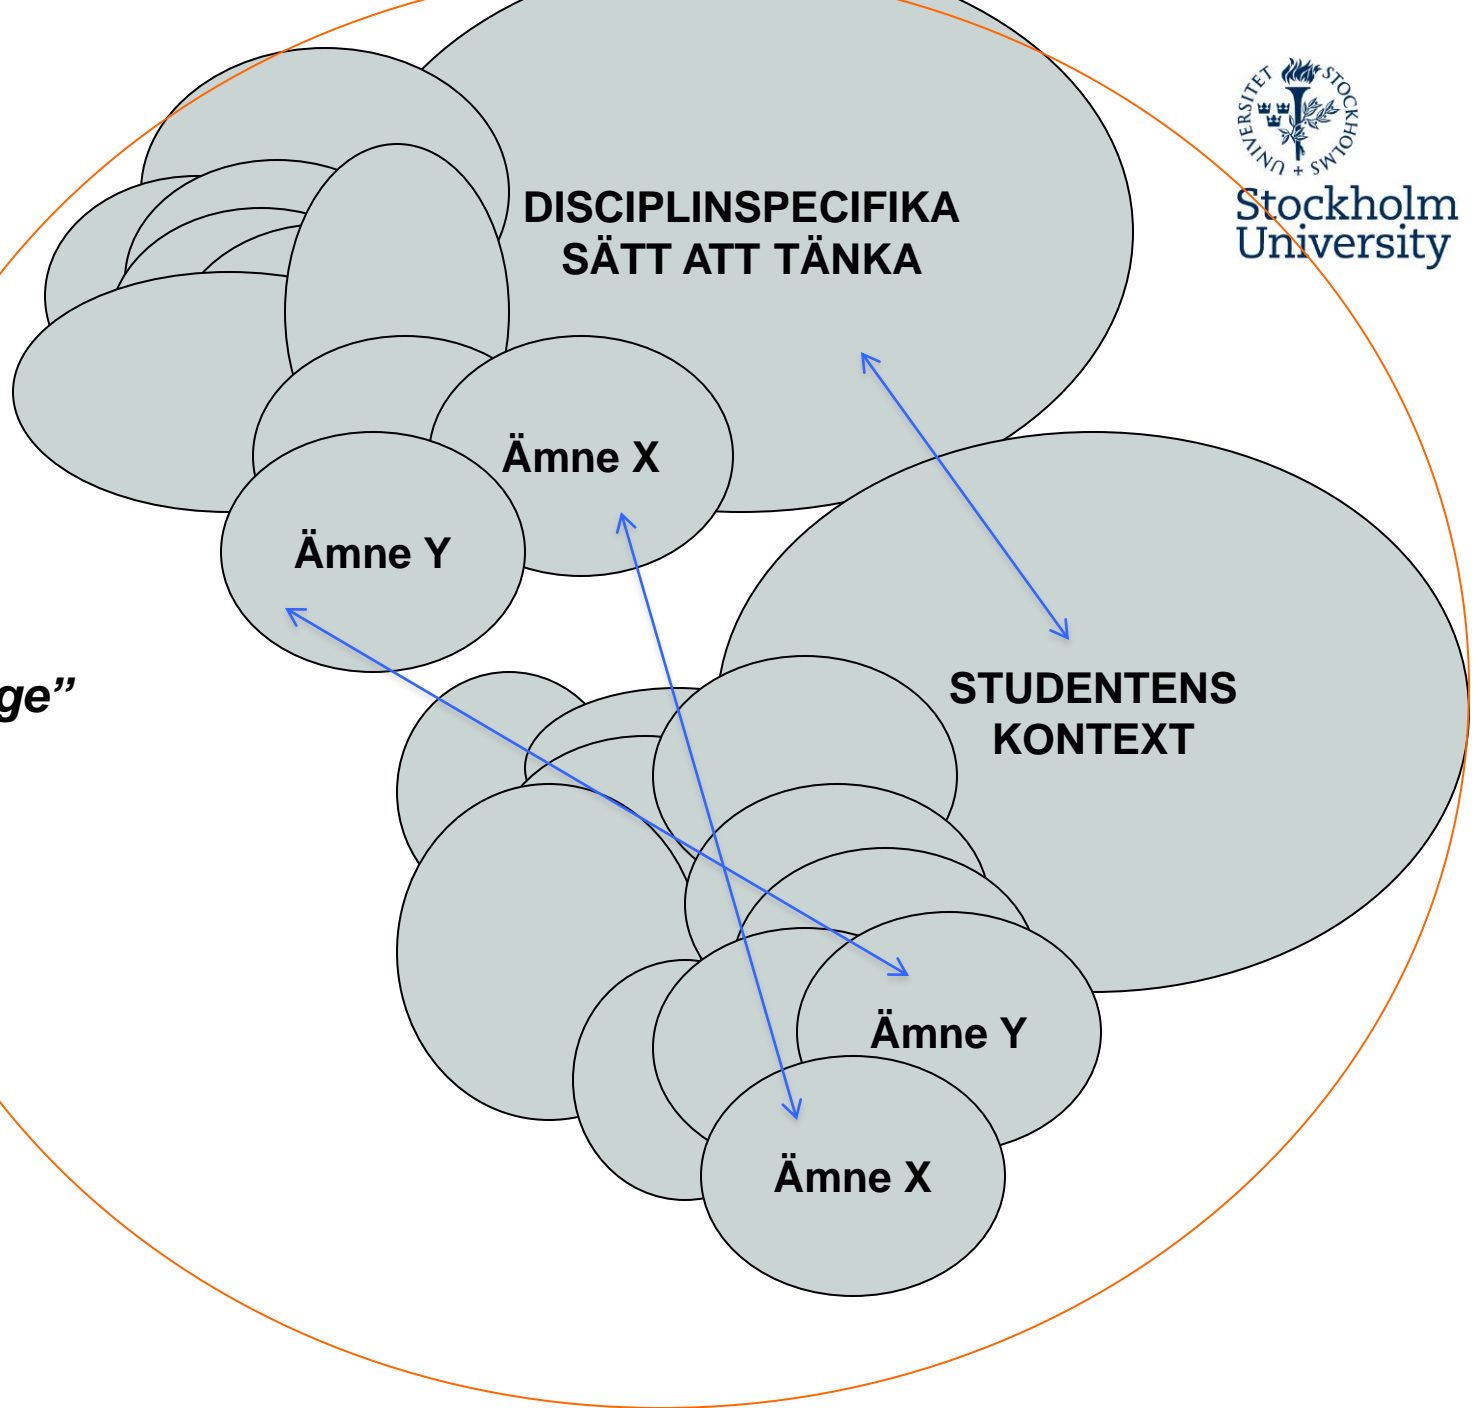 STOCKHOLMS UNIVERSITET
Stockholm
University
DISCIPLINSPECIFIKA
SÄTT ATT TÄNKA
Ämne X
Ämne Y
ge”
STUDENTENS
KONTEXT
Ämne Y
Ämne X